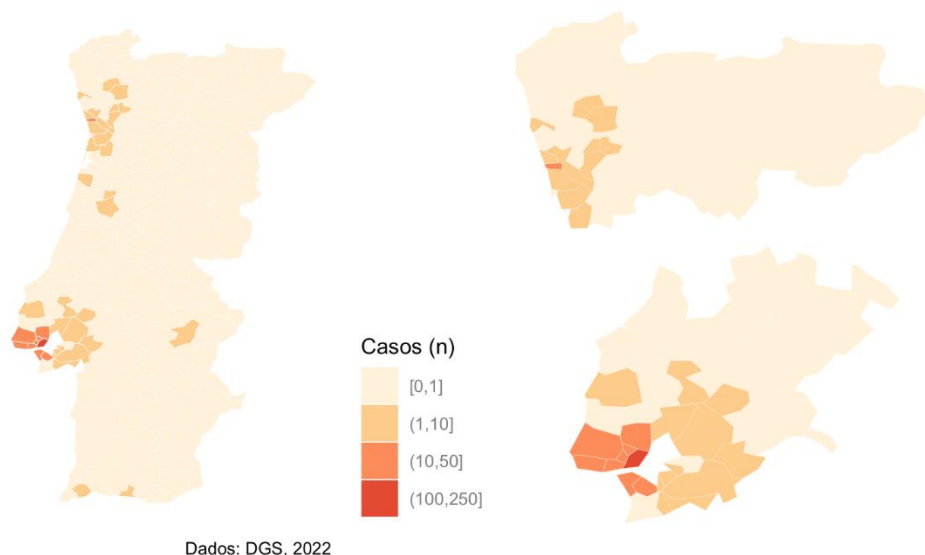 Casos (n)
[0,1]
(1,10]
(10,50]
(100,250]
Dados: DGS, 2022